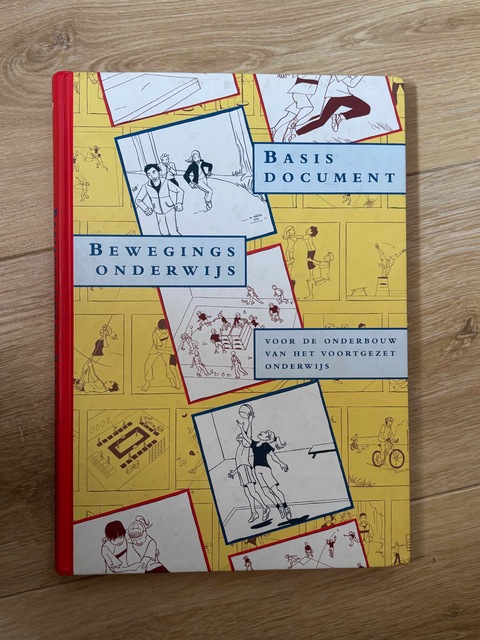 BASIS
DOCUMENT
BEWEGINGS
ONDERWIJS
VOOR DE ONDERBOUW
VAN HET VOORTGEZET
ONDERWIJS